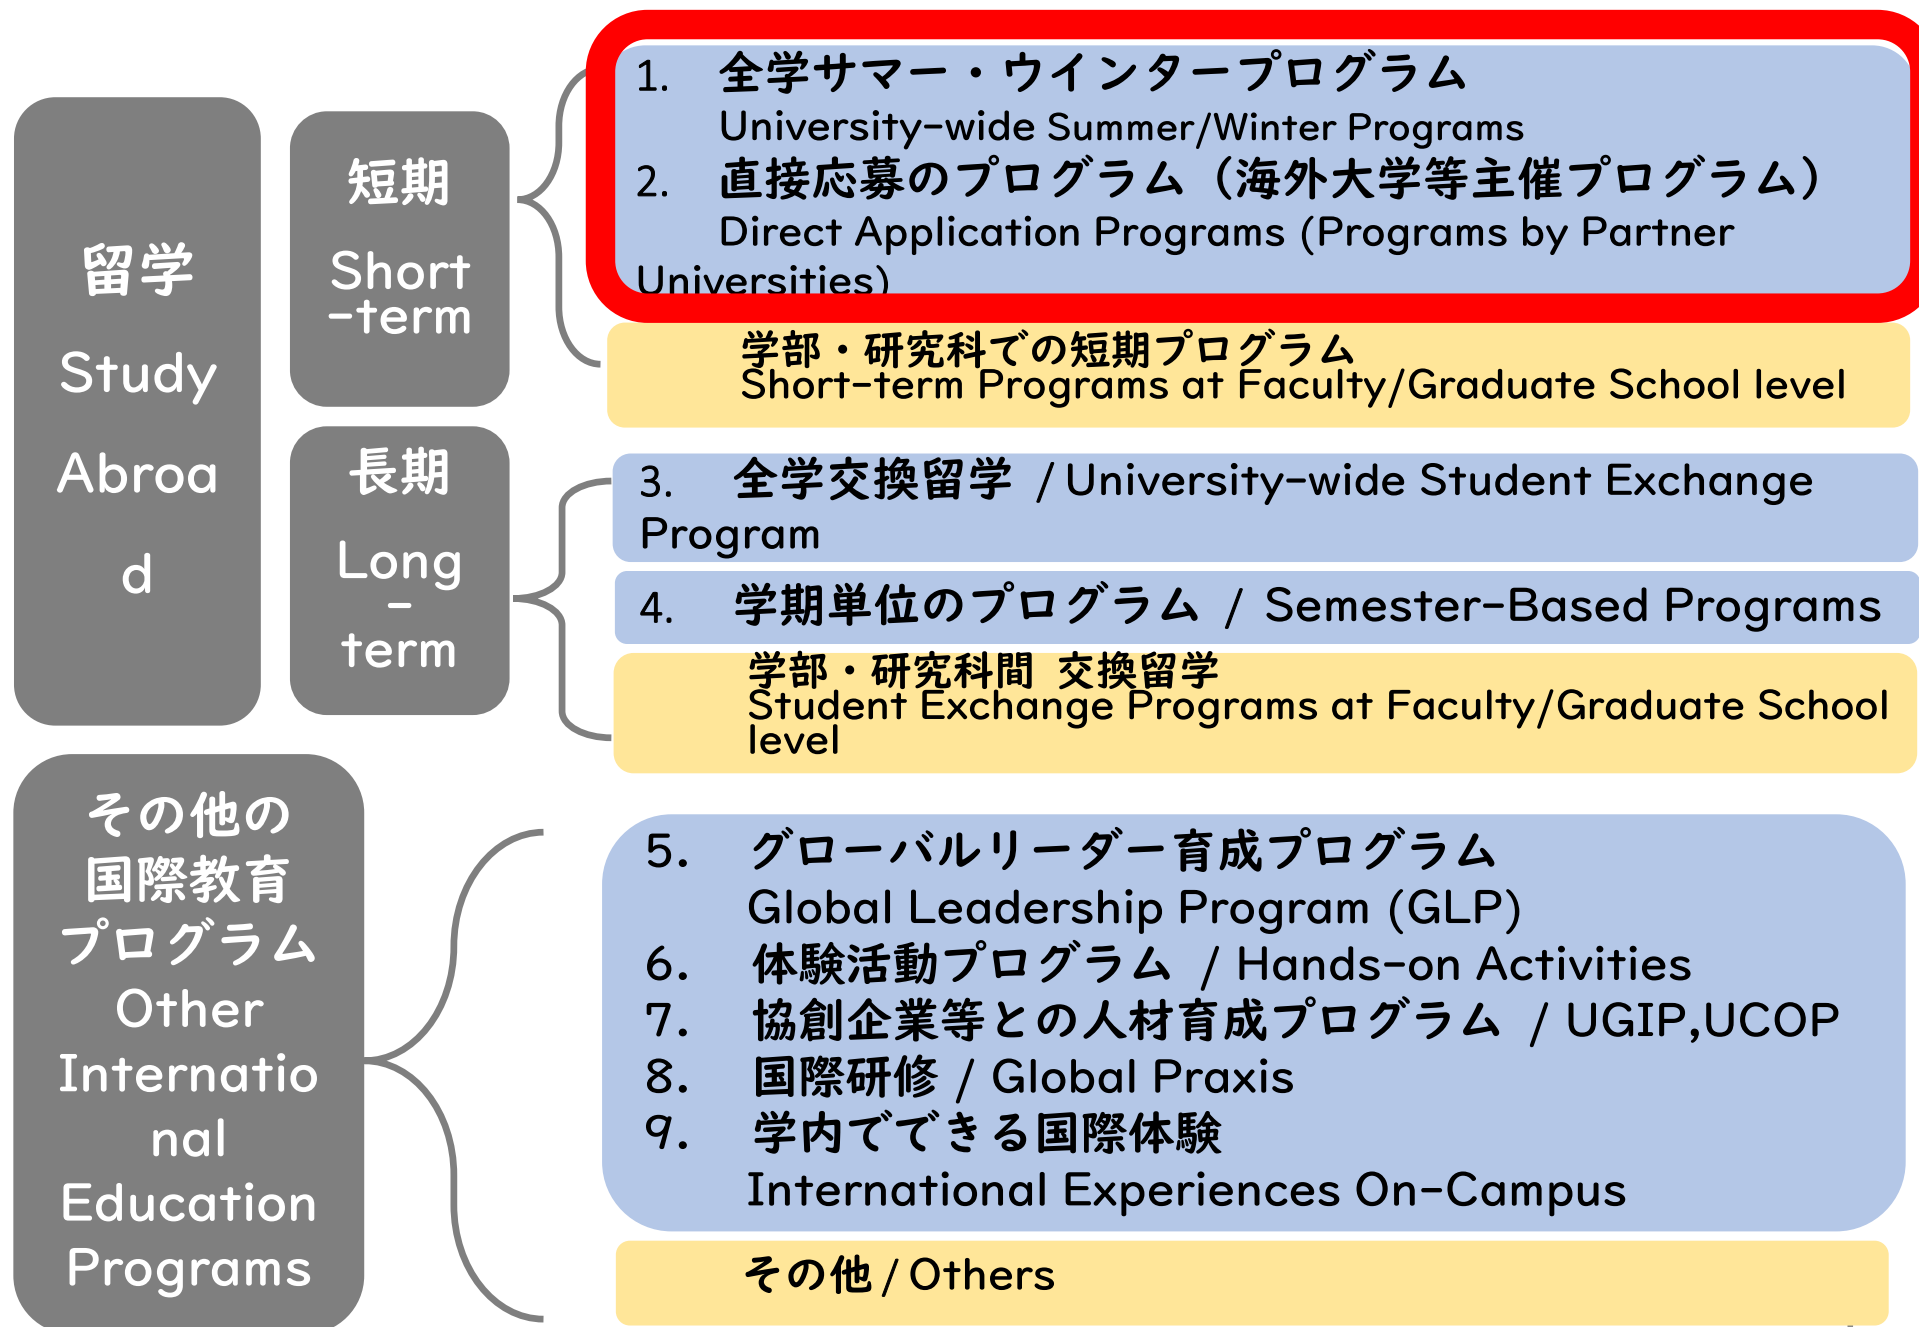 留学
Study
Abroa
d
短期
Short
-term
1. 全学サマー・ウインタープログラム
University-wide Summer/Winter Programs
2. 直接応募のプログラム（海外大学等主催プログラム）
Direct Application Programs (Programs by Partner
Universities)
学部・研究科での短期プログラム
Short-term Programs at Faculty/Graduate School level
長期
Long
-
term
3. 全学交換留学 / University-wide Student Exchange
Program
4. 学期単位のプログラム / Semester-Based Programs
学部・研究科間 交換留学
Student Exchange Programs at Faculty/Graduate School
level
その他の
国際教育
プログラム
Other
Internatio
nal
Education
Programs
5. グローバルリーダー育成プログラム
Global Leadership Program (GLP)
6. 体験活動プログラム / Hands-on Activities
7. 協創企業等との人材育成プログラム / UGIP,UCOP
8. 国際研修 / Global Praxis
9. 学内でできる国際体験
International Experiences On-Campus
その他 / Others